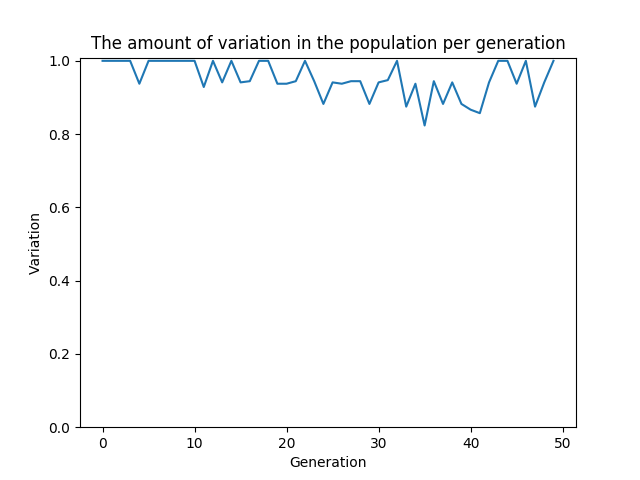 The amount of variation in the population per generation
1.0
0.8
0.6
0.4
0.2
0.0
Variation
0 10 20 30 40 50
Generation